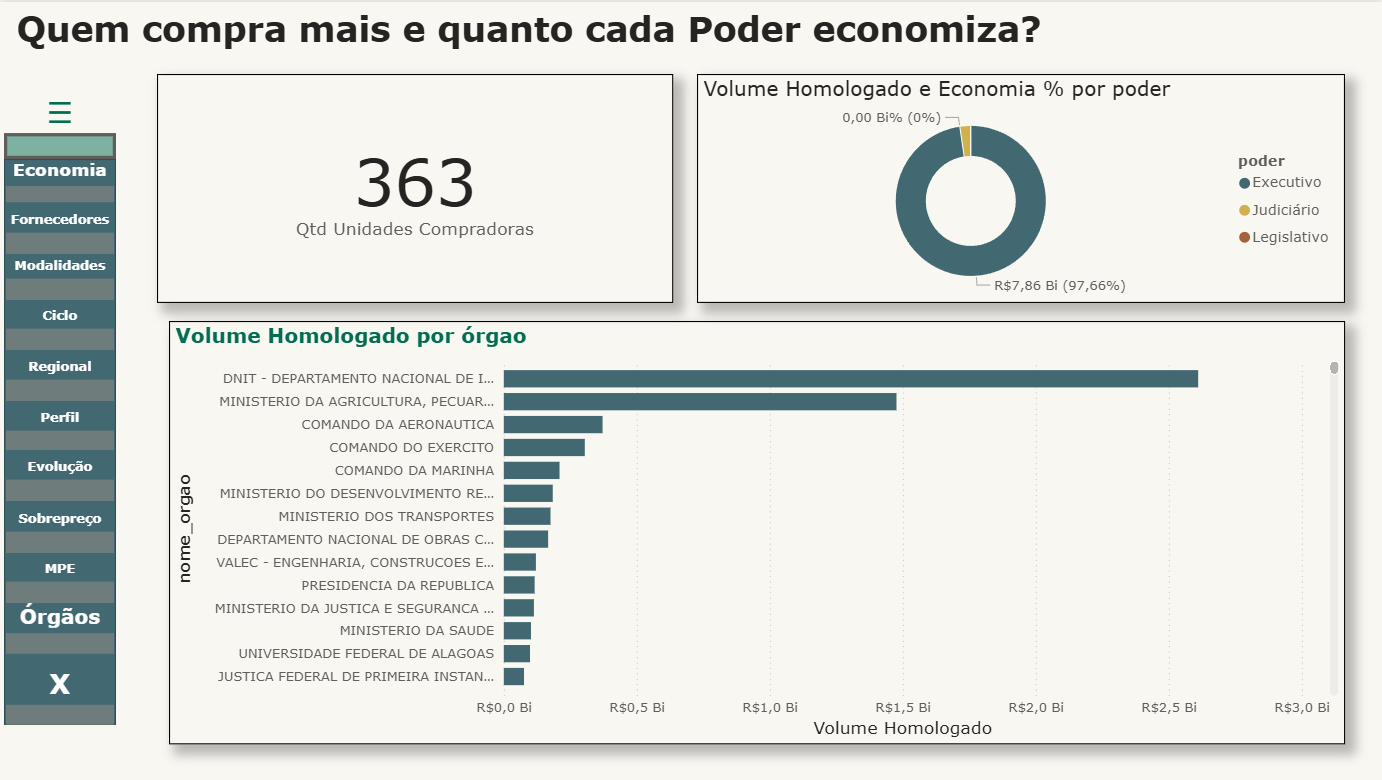 Quem compra mais e quanto cada Poder economiza?
☰
Economia
Fornecedores
Modalidades
Ciclo
Regional
Perfil
Evolução
Sobrepreço
MPE
Órgãos
X
363
Qtd Unidades Compradoras
Volume Homologado e Economia % por poder
0,00 Bi% (0%)
R$7,86 Bi (97,66%)
poder
Executivo
Judiciário
Legislativo
Volume Homologado por órgao
nome_orgao
DNIT - DEPARTAMENTO NACIONAL DE I...
MINISTERIO DA AGRICULTURA, PECUAR...
COMANDO DA AERONAUTICA
COMANDO DO EXERCITO
COMANDO DA MARINHA
MINISTERIO DO DESENVOLVIMENTO RE...
MINISTERIO DOS TRANSPORTES
DEPARTAMENTO NACIONAL DE OBRAS C...
VALEC - ENGENHARIA, CONSTRUCOES E...
PRESIDENCIA DA REPUBLICA
MINISTERIO DA JUSTICA E SEGURANCA ...
MINISTERIO DA SAUDE
UNIVERSIDADE FEDERAL DE ALAGOAS
JUSTICA FEDERAL DE PRIMEIRA INSTAN...
R$0,0 Bi R$0,5 Bi R$1,0 Bi R$1,5 Bi R$2,0 Bi R$2,5 Bi R$3,0 Bi
Volume Homologado